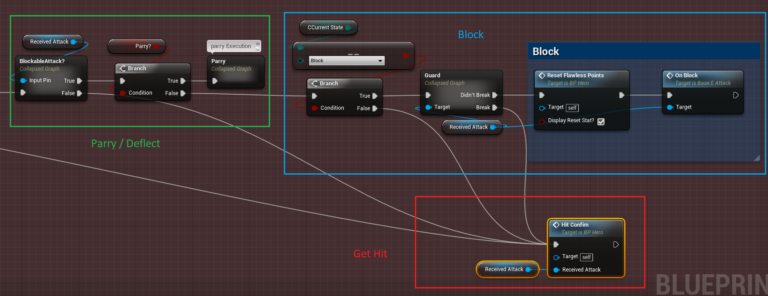 Block
CCurrent State
parry Execution
Received Attack
Parry?
==
Block
Block
BlockableAttack?
Collapsed Graph
Input Pin True
False
Branch
True
Condition False
Parry
Collapsed Graph
Branch
True
Condition False
Guard
Collapsed Graph
Didn't Break
Target Break
Received Attack
Reset Flawless Points
Target is BP Hero
Target self
Display Reset Stat?
On Block
Target is Base E Attack
Target
Parry / Deflect
Get Hit
Hit Confim
Target is BP Hero
Target self
Received Attack
Received Attack
BLUEPRIN